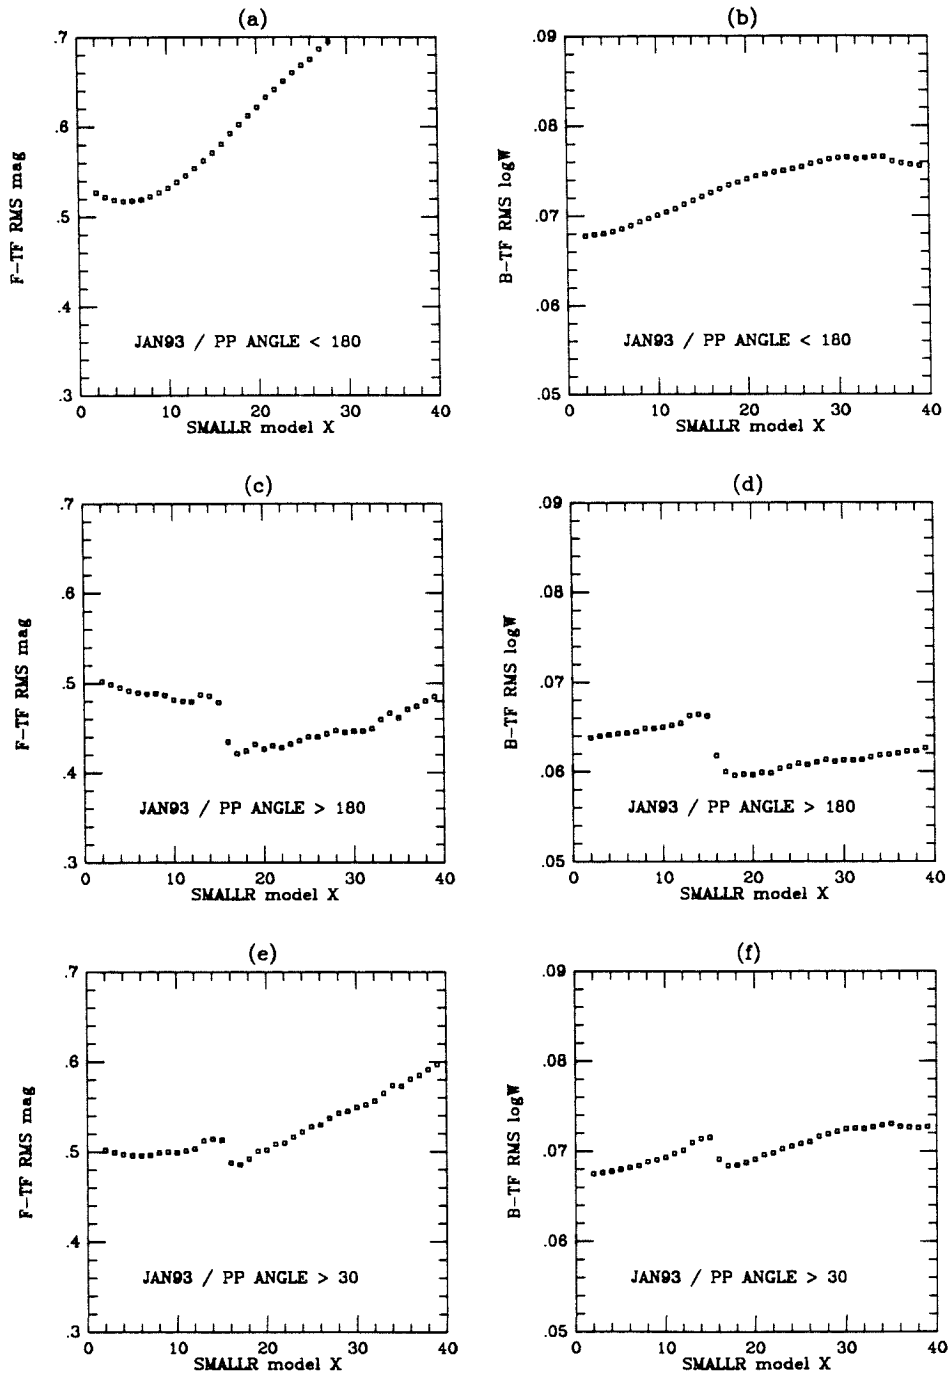 (a)
.7
.6
.5
.4
.3
F-TF RMS mag
JAN93 / PP ANGLE < 180
0 10 20 30 40
SMALLR model X
(b)
.09
.08
.07
.06
.05
B-TF RMS logW
JAN93 / PP ANGLE < 180
0 10 20 30 40
SMALLR model X
(c)
.7
.6
.5
.4
.3
F-TF RMS mag
JAN93 / PP ANGLE > 180
0 10 20 30 40
SMALLR model X
(d)
.09
.08
.07
.06
.05
B-TF RMS logW
JAN93 / PP ANGLE > 180
0 10 20 30 40
SMALLR model X
(e)
.7
.6
.5
.4
.3
F-TF RMS mag
JAN93 / PP ANGLE > 30
0 10 20 30 40
SMALLR model X
(f)
.09
.08
.07
.06
.05
B-TF RMS logW
JAN93 / PP ANGLE > 30
0 10 20 30 40
SMALLR model X